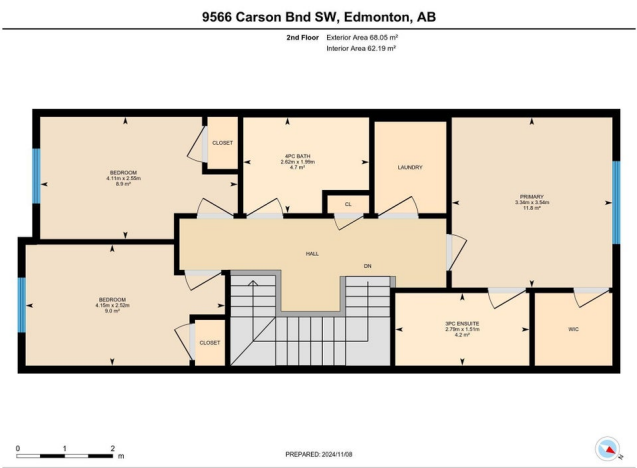 9566 Carson Bnd SW, Edmonton, AB
2nd Floor Exterior Area 68.05 m²
Interior Area 62.19 m²
BEDROOM
4.11m x 2.55m
8.9 m²
CLOSET
4PC BATH
2.62m x 1.99m
4.7 m²
LAUNDRY
CL
PRIMARY
3.34m x 3.54m
11.8 m²
HALL
DN
BEDROOM
4.15m x 2.52m
9.0 m²
CLOSET
3PC ENSUITE
2.79m x 1.51m
4.2 m²
WIC
0 1 2
m
PREPARED: 2024/11/08
N